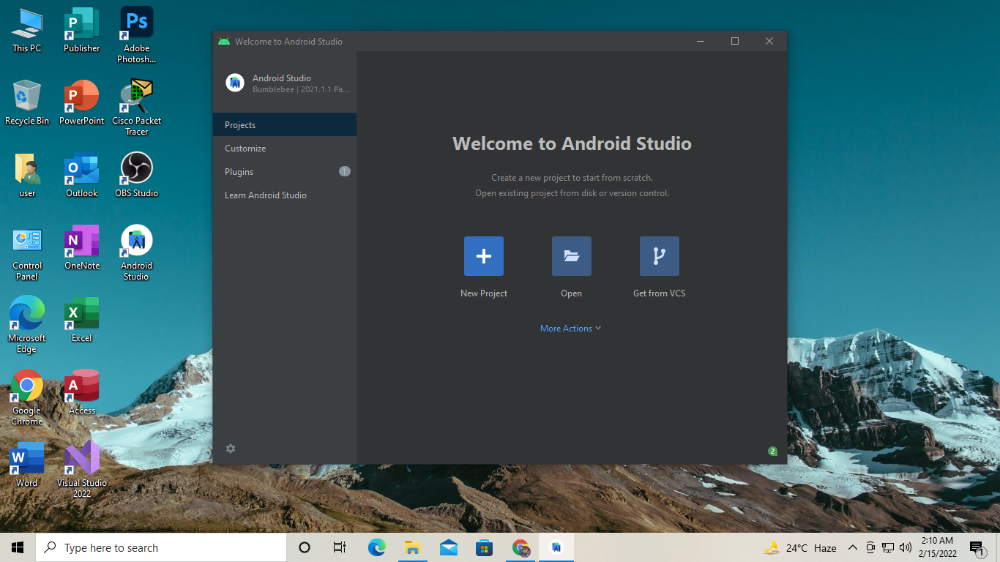 This PC
Publisher
Adobe
Photosh...
Recycle Bin
PowerPoint
Cisco Packet
Tracer
user
Outlook
OBS Studio
Control
Panel
OneNote
Android
Studio
Microsoft
Edge
Excel
Google
Chrome
Access
Word
Visual Studio
2022
Welcome to Android Studio
Android Studio
Bumblebee | 2021.1.1 Pa...
Projects
Customize
Plugins
1
Learn Android Studio
Welcome to Android Studio
Create a new project to start from scratch.
Open existing project from disk or version control.
New Project
Open
Get from VCS
More Actions
2
Type here to search
24°C Haze
2:10 AM
2/15/2022
1